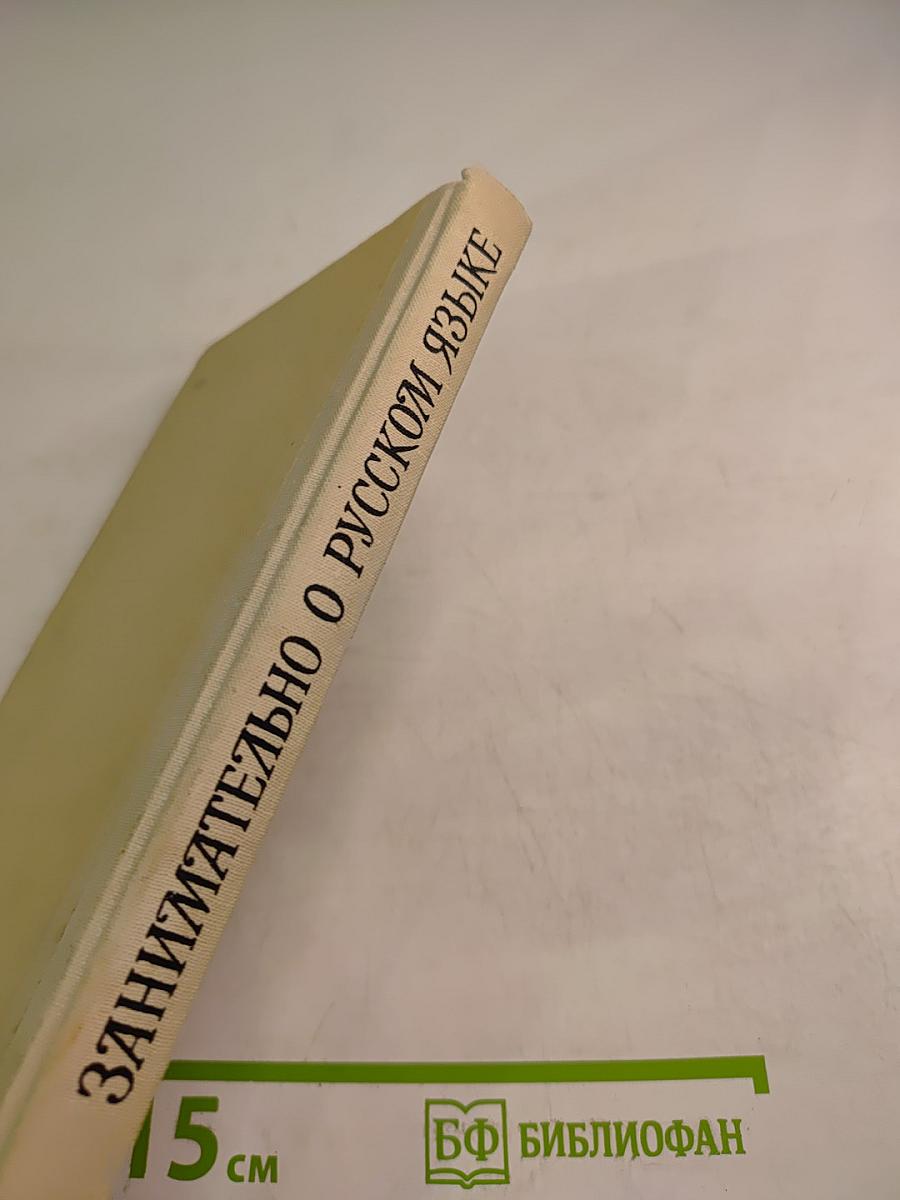 ЗАНИМАТЕЛЬНО О РУССКОМ ЯЗЫКЕ
15 см
БФ БИБЛИОФАН